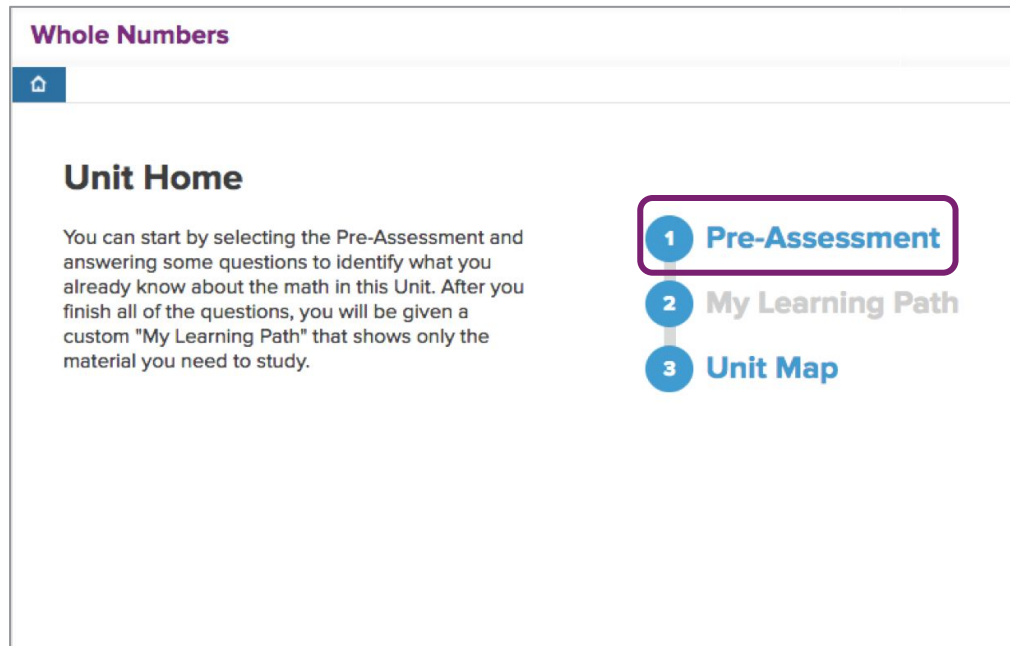 Whole Numbers
Unit Home
You can start by selecting the Pre-Assessment and
answering some questions to identify what you
already know about the math in this Unit. After you
finish all of the questions, you will be given a
custom "My Learning Path" that shows only the
material you need to study.
1 Pre-Assessment
2 My Learning Path
3 Unit Map